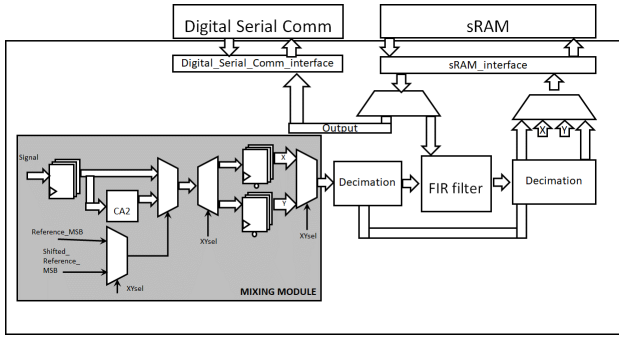 Digital Serial Comm
sRAM
Digital_Serial_Comm_interface
sRAM_interface
Output
X
Y
Signal
X
CA2
Decimation
FIR filter
Decimation
Y
Reference_MSB
XYsel
XYsel
Shifted_
Reference_
MSB
XYsel
MIXING MODULE